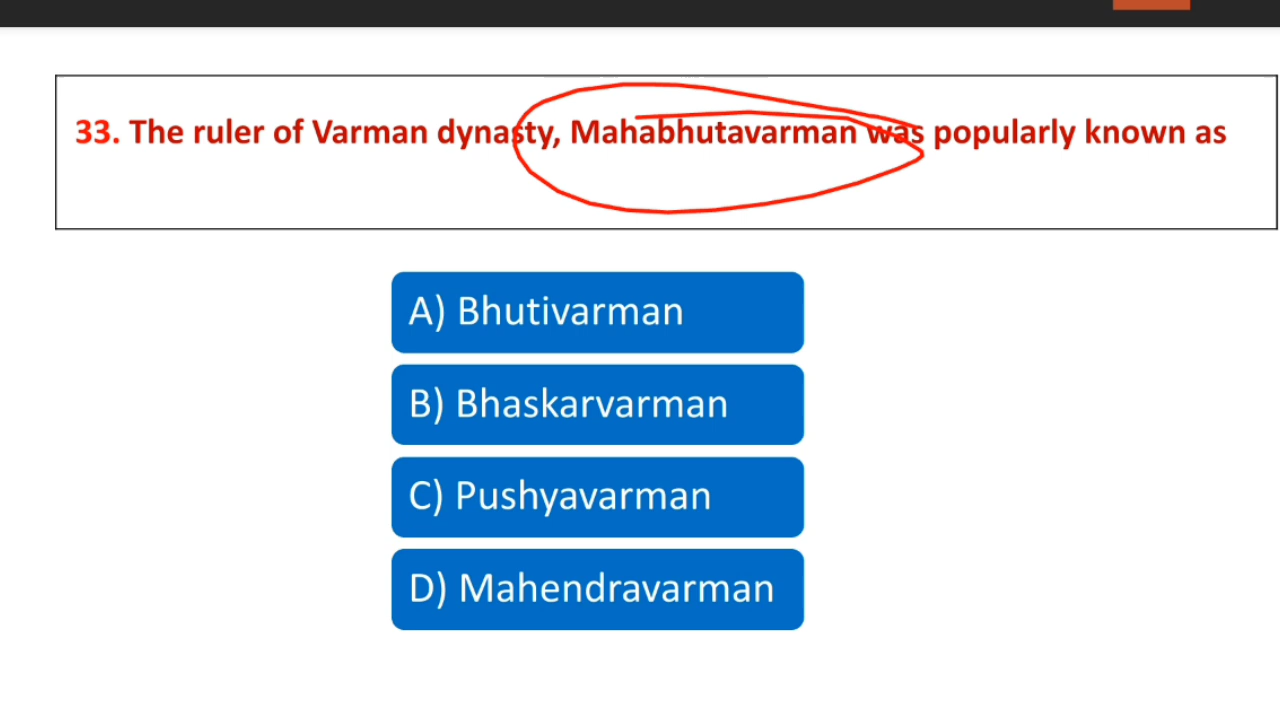 33. The ruler of Varman dynasty, Mahabhutavarman was popularly known as
A) Bhutivarman
B) Bhaskarvarman
C) Pushyavarman
D) Mahendravarman